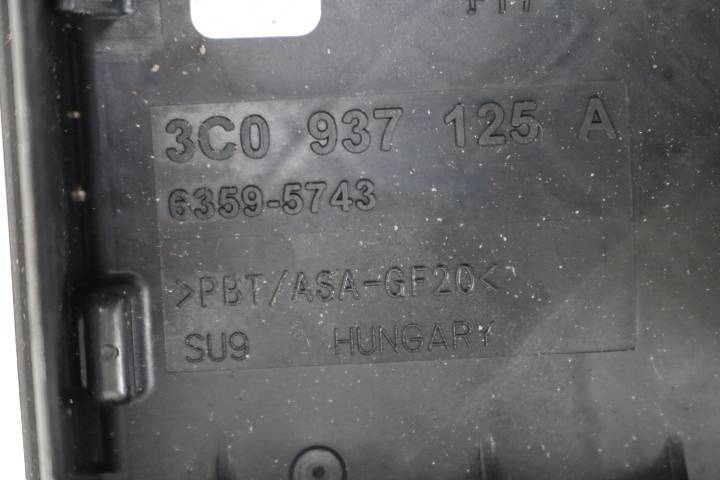 3C0 937 125 A
6359-5743
>PBT/ASA-GF20<
SU9 HUNGARY